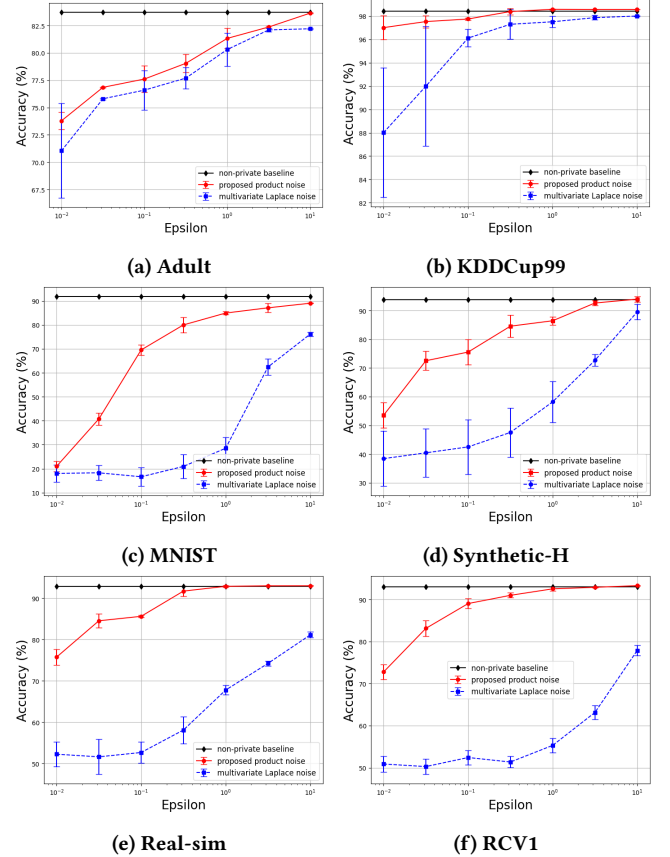 Accuracy (%)
82.5
80.0
77.5
75.0
72.5
70.0
67.5
non-private baseline
proposed product noise
multivariate Laplace noise
10⁻² 10⁻¹ 10⁰ 10¹
Epsilon
(a) Adult
Accuracy (%)
98
96
94
92
90
88
86
84
82
non-private baseline
proposed product noise
multivariate Laplace noise
10⁻² 10⁻¹ 10⁰ 10¹
Epsilon
(b) KDDCup99
Accuracy (%)
90
80
70
60
50
40
30
20
10
non-private baseline
proposed product noise
multivariate Laplace noise
10⁻² 10⁻¹ 10⁰ 10¹
Epsilon
(c) MNIST
Accuracy (%)
90
80
70
60
50
40
30
non-private baseline
proposed product noise
multivariate Laplace noise
10⁻² 10⁻¹ 10⁰ 10¹
Epsilon
(d) Synthetic-H
Accuracy (%)
90
80
70
60
50
non-private baseline
proposed product noise
multivariate Laplace noise
10⁻² 10⁻¹ 10⁰ 10¹
Epsilon
(e) Real-sim
Accuracy (%)
90
80
70
60
50
non-private baseline
proposed product noise
multivariate Laplace noise
10⁻² 10⁻¹ 10⁰ 10¹
Epsilon
(f) RCV1